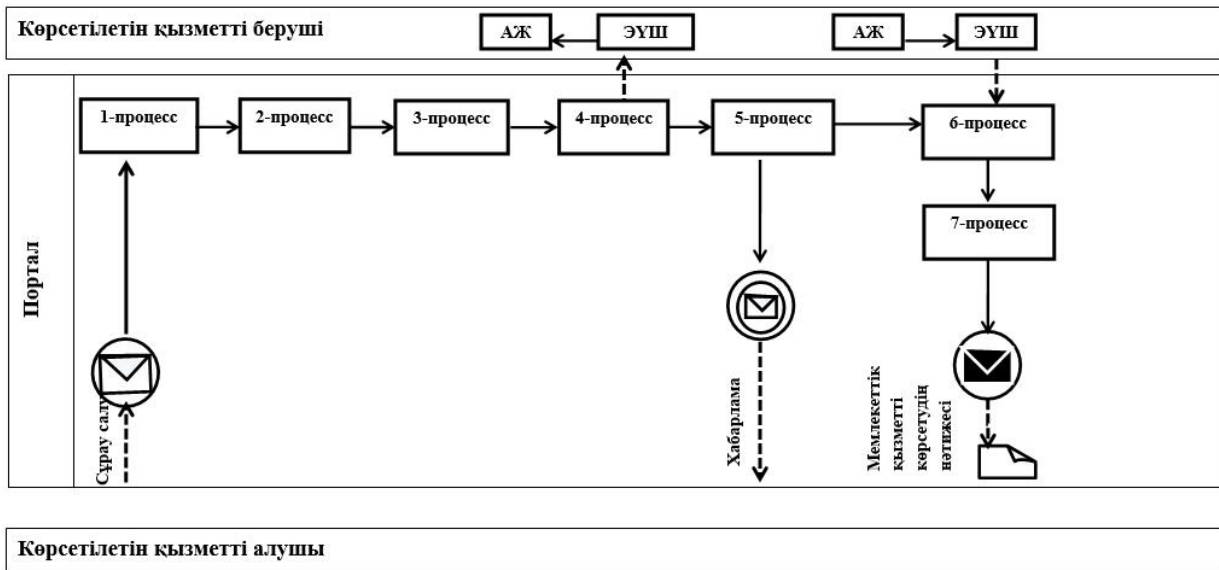 Көрсетілетін қызметті беруші
АЖ
ЭҮШ
АЖ
ЭҮШ
Портал
1-процесс
2-процесс
3-процесс
4-процесс
5-процесс
6-процесс
7-процесс
Сұрау салу
Хабарлама
Мемлекеттік
қызметті
көрсетудің
нәтижесі
Көрсетілетін қызметті алушы